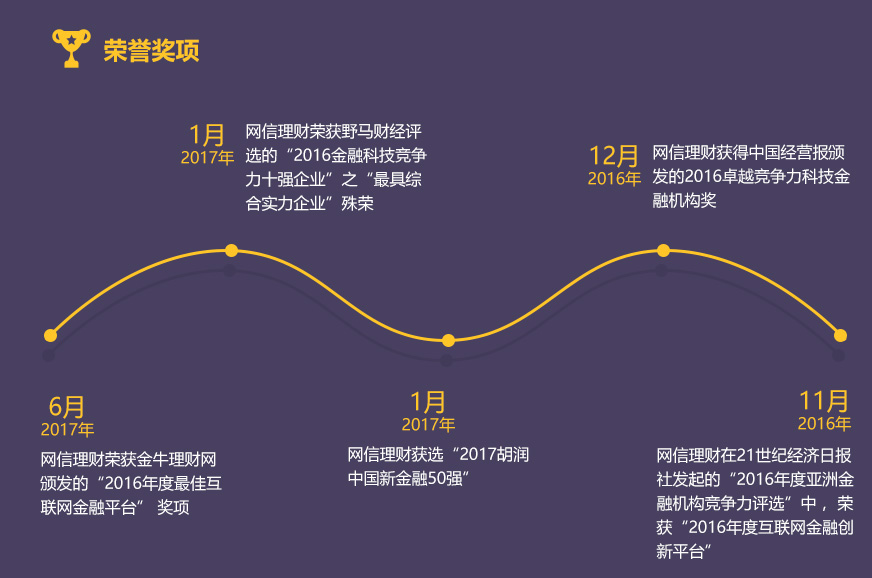 荣誉奖项
1月
2017年
网信理财荣获野马财经评
选的“2016金融科技竞争
力十强企业”之“最具综
合实力企业”殊荣
12月
2016年
网信理财获得中国经营报颁
发的2016卓越竞争力科技金
融机构奖
6月
2017年
网信理财荣获金牛理财网
颁发的“2016年度最佳互
联网金融平台” 奖项
1月
2017年
网信理财获选“2017胡润
中国新金融50强“
11月
2016年
网信理财在21世纪经济日报
社发起的“2016年度亚洲金
融机构竞争力评选”中，荣
获“2016年度互联网金融创
新平台”